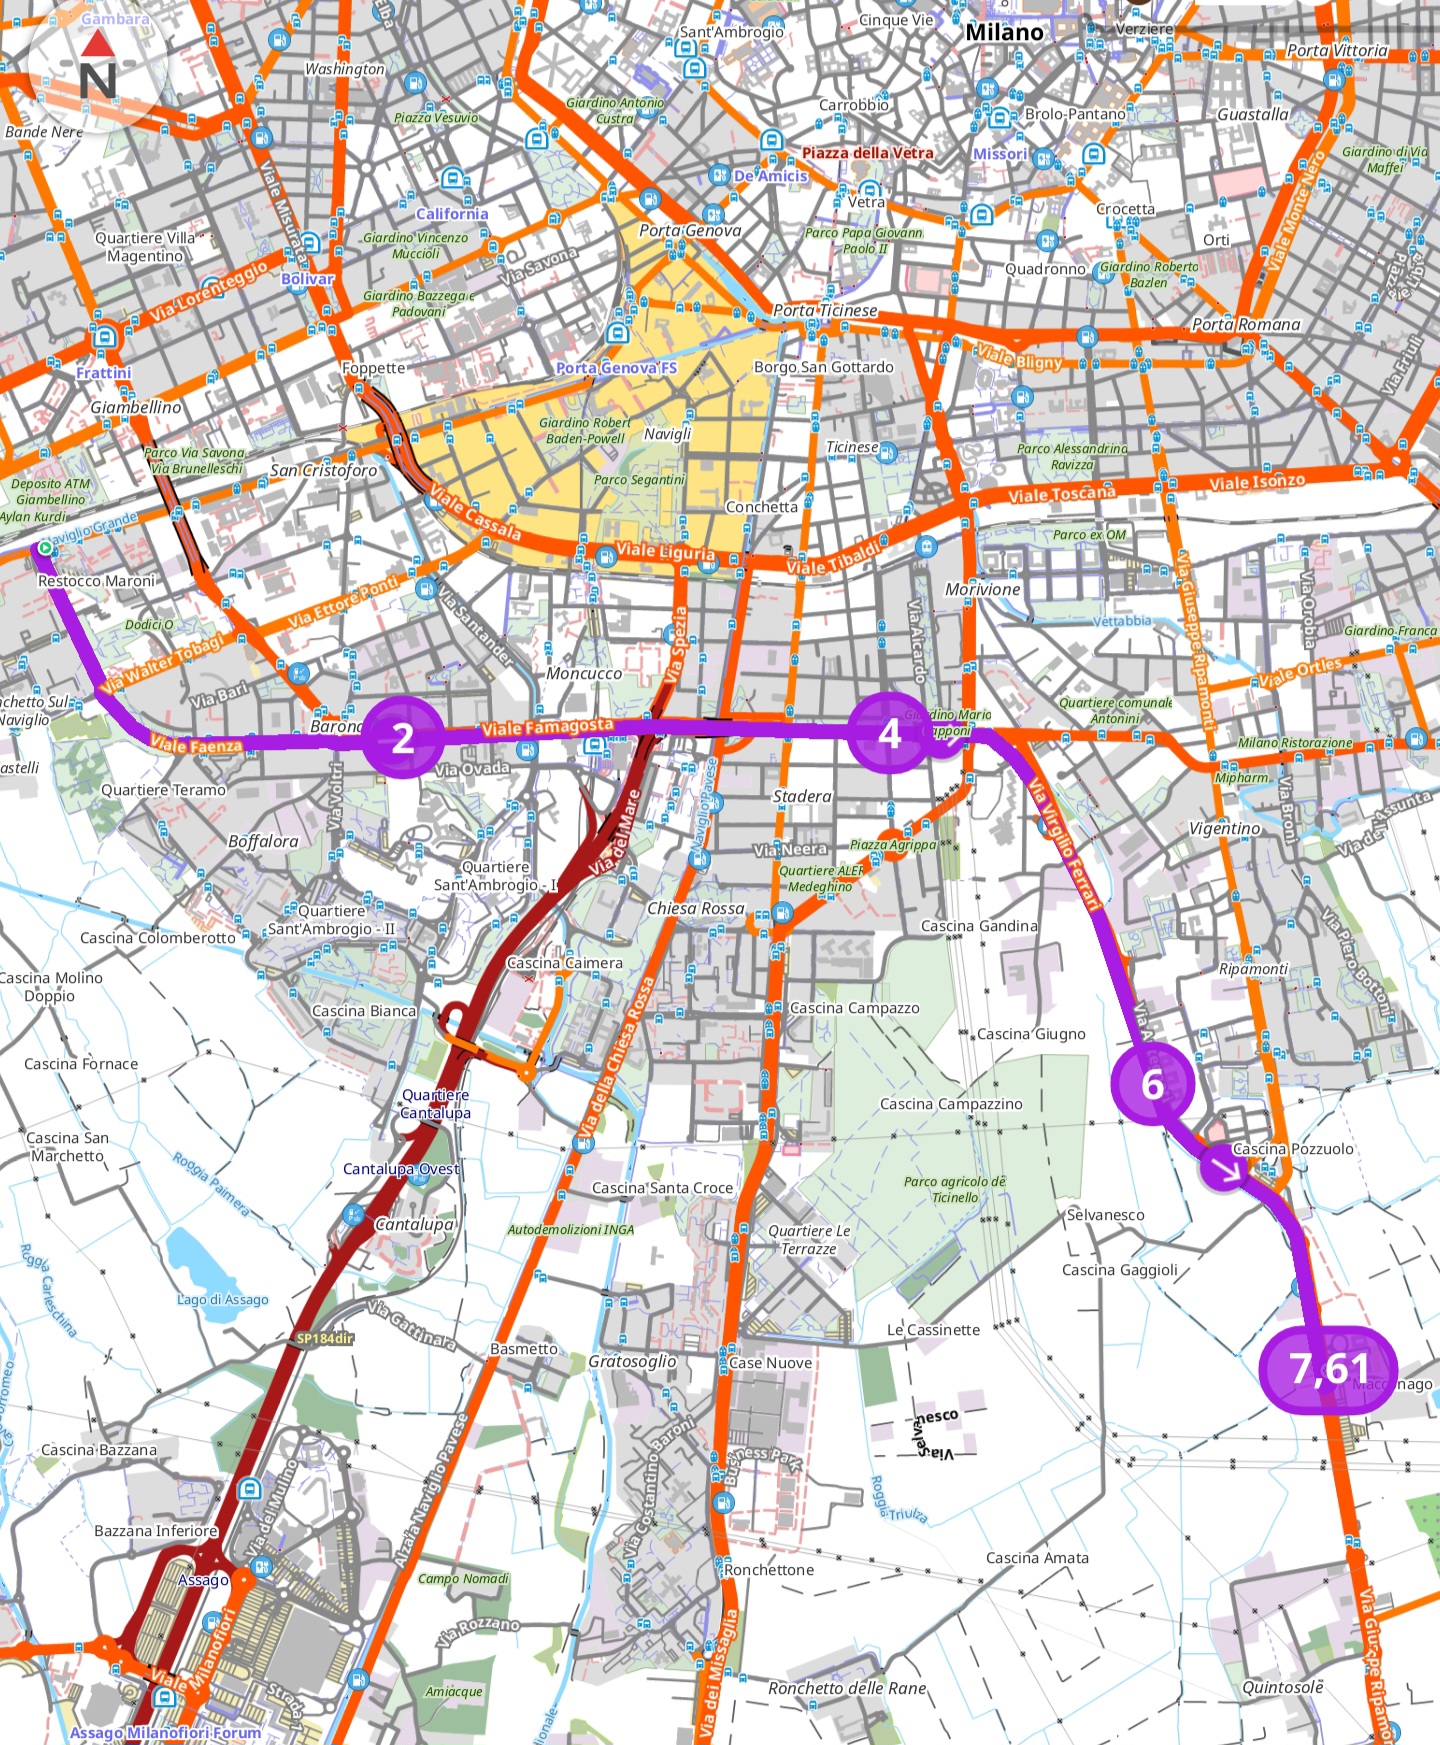 Gambara
N
Bande Nere
Washington
Elba
Sant'Ambrogio
Cinque Vie
Milano
Verziere
Porta Vittoria
Giardino Antonio
Custra
Piazza Vesuvio
Carrobbio
Brolo-Pantano
Guastalla
Piazza della Vetra
Missori
Giardino di Via
Maffei
De Amicis
Viale Misurata
California
Vetra
Crocetta
Viale Monte Nero
Quartiere Villa
Magentino
Giardino Vincenzo
Muccioli
Porta Genova
Parco Papa Giovann
Paolo II
Orti
Via Savona
Quadronno
Giardino Roberto
Bazlen
Via Lorenteggio
Bolivar
Giardino Bazzega e
Padovani
Porta Ticinese
Porta Romana
Viale Bligny
Via Friuli
Frattini
Foppette
Porta Genova FS
Borgo San Gottardo
Giambellino
Giardino Robert
Baden-Powell
Navigli
Ticinese
Parco Alessandrina
Ravizza
Parco Via Savona
Via Brunelleschi
San Cristoforo
Parco Segantini
Deposito ATM
Giambellino
Aylan Kurdi
Naviglio Grande
Viale Cassala
Conchetta
Viale Toscana
Viale Isonzo
Viale Liguria
Viale Tibaldi
Parco ex OM
Restocco Maroni
Via Ettore Ponti
Via Santander
Morivione
Vettabbia
Via Giuseppe Ripamonti
Via Quaranta
Dodici O
Via Walter Tobagi
Via Spezia
Via Aicardo
Giardino Franca
Viale Ortles
Via Bari
Moncucco
Barona
2
Viale Faenza
Viale Famagosta
4
Giardino Mario
Capponi
Quartiere comunale
Antonini
Milano Ristorazione
Mipharm
Via Ovada
Quartiere Teramo
Via Voltri
Stadera
Via Virgilio Ferrari
Boffalora
Via del Mare
Naviglio Pavese
Via Neera
Piazza Agrippa
Vigentino
Via Boroni
Via dell'Assunta
Quartiere
Sant'Ambrogio - I
Quartiere ALER
Medeghino
Quartiere
Sant'Ambrogio - II
Chiesa Rossa
Cascina Gandina
Cascina Colomberotto
Cascina Caimera
Ripamonti
Via Piero Bottoni
Cascina Molino
Doppio
Cascina Bianca
Cascina Campazzo
Cascina Giugno
Cascina Fornace
Via della Chiesa Rossa
6
Quartiere
Cantalupa
Cascina Campazzino
Cascina San
Marchetto
Cascina Pozzuolo
Roggia Paimera
Cantalupa Ovest
Cascina Santa Croce
Parco agricolo de
Ticinello
Selvanesco
Cantalupa
Autodemolizioni INGA
Quartiere Le
Terrazze
Cascina Gaggioli
Roggia Carleschina
Lago di Assago
Via Gattinara
SP184dir
Le Cassinette
Basmetto
Gratosoglio
Case Nuove
7,61
Macconago
Cascina Bazzana
Via dei Mulino
Alzaia Naviglio Pavese
Via Costantino Baroni
Business Park
Via Selvanesco
Roggia Triulza
Bazzana Inferiore
Assago
Campo Nomadi
Ronchettone
Cascina Amata
Viale Milanofiori
Via Rozzano
Via dei Missaglia
Via Giuseppe Ripamo
Amiacque
Ronchetto delle Rane
Quintosole
Strada 1
Assago Milanofiori Forum